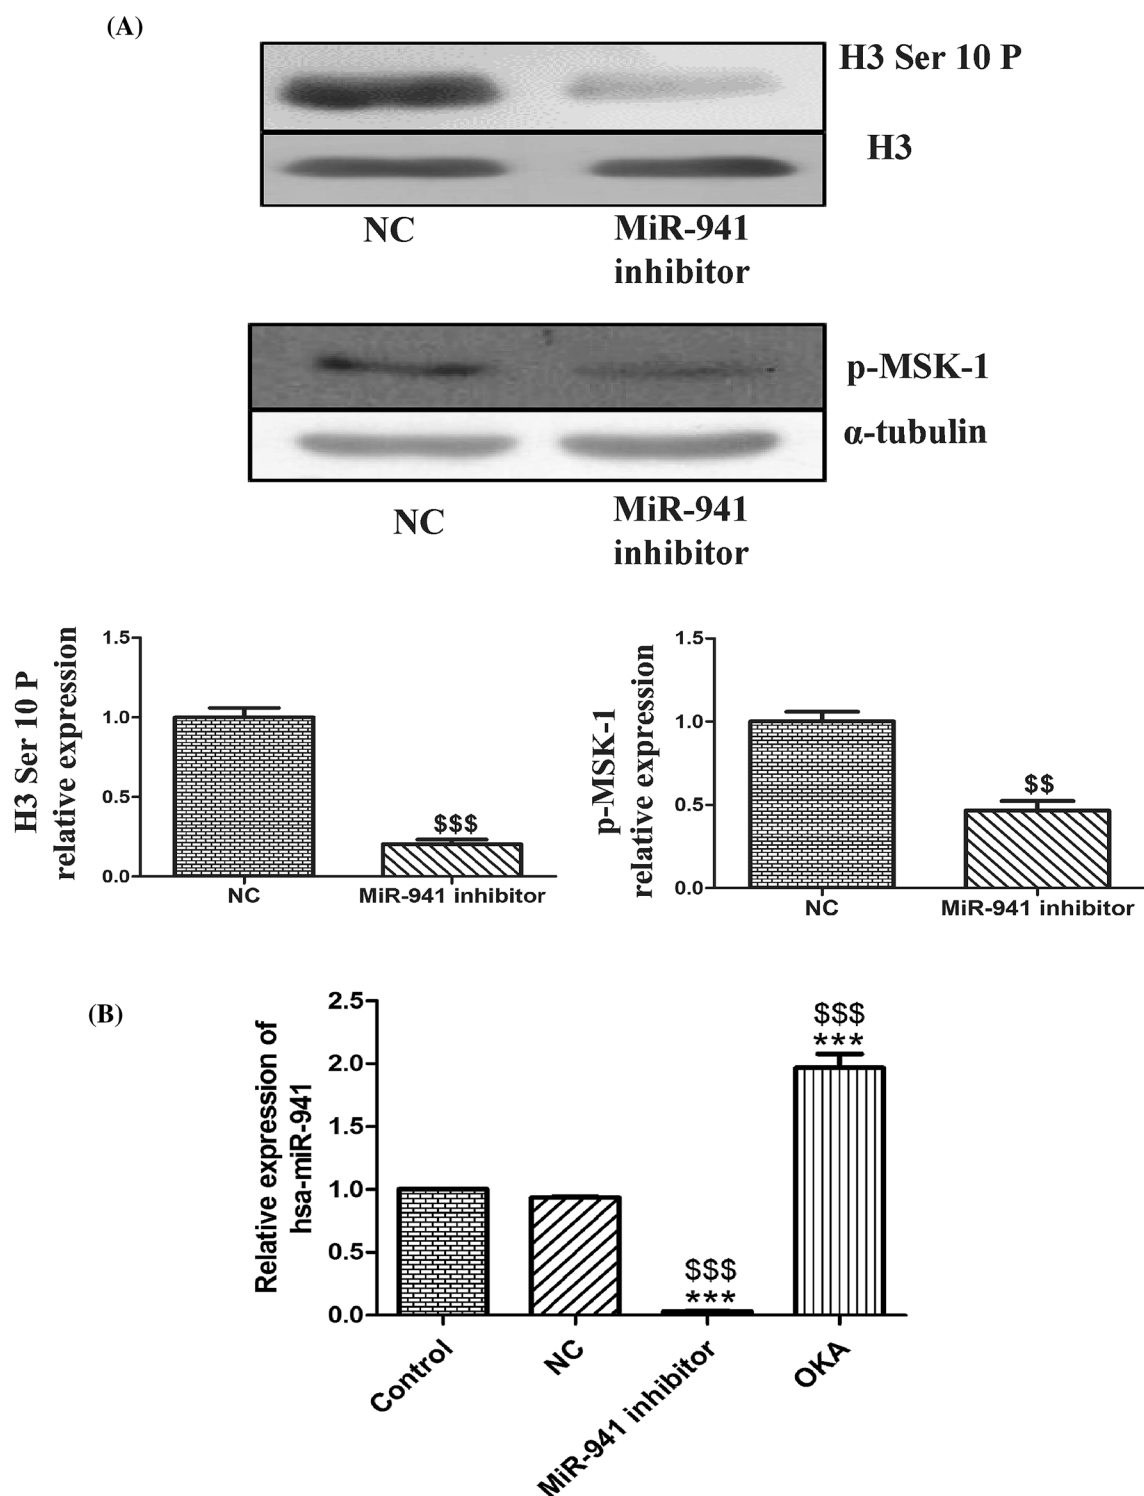 (A)
H3 Ser 10 P
H3
NC
MiR-941
inhibitor
p-MSK-1
α-tubulin
NC
MiR-941
inhibitor
H3 Ser 10 P
relative expression
1.5
1.0
0.5
0.0
$$$
NC
MiR-941 inhibitor
p-MSK-1
relative expression
1.5
1.0
0.5
0.0
$$
NC
MiR-941 inhibitor
(B)
Relative expression of
hsa-miR-941
2.5
2.0
1.5
1.0
0.5
0.0
$$$
***
$$$
***
Control
NC
MiR-941 inhibitor
OKA